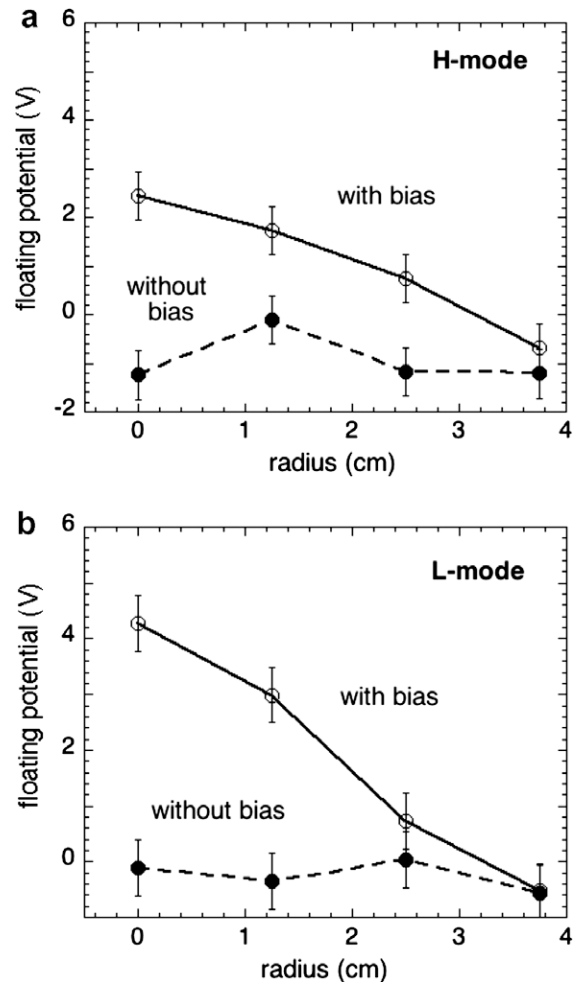 a
H-mode
floating potential (V)
6
4
2
0
-2
with bias
without
bias
0
1
2
3
4
radius (cm)
b
L-mode
floating potential (V)
6
4
2
0
with bias
without bias
0
1
2
3
4
radius (cm)